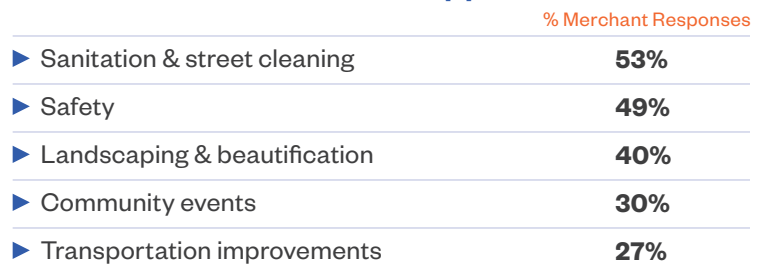 % Merchant Responses
▶ Sanitation & street cleaning 53%
▶ Safety 49%
▶ Landscaping & beautification 40%
▶ Community events 30%
▶ Transportation improvements 27%